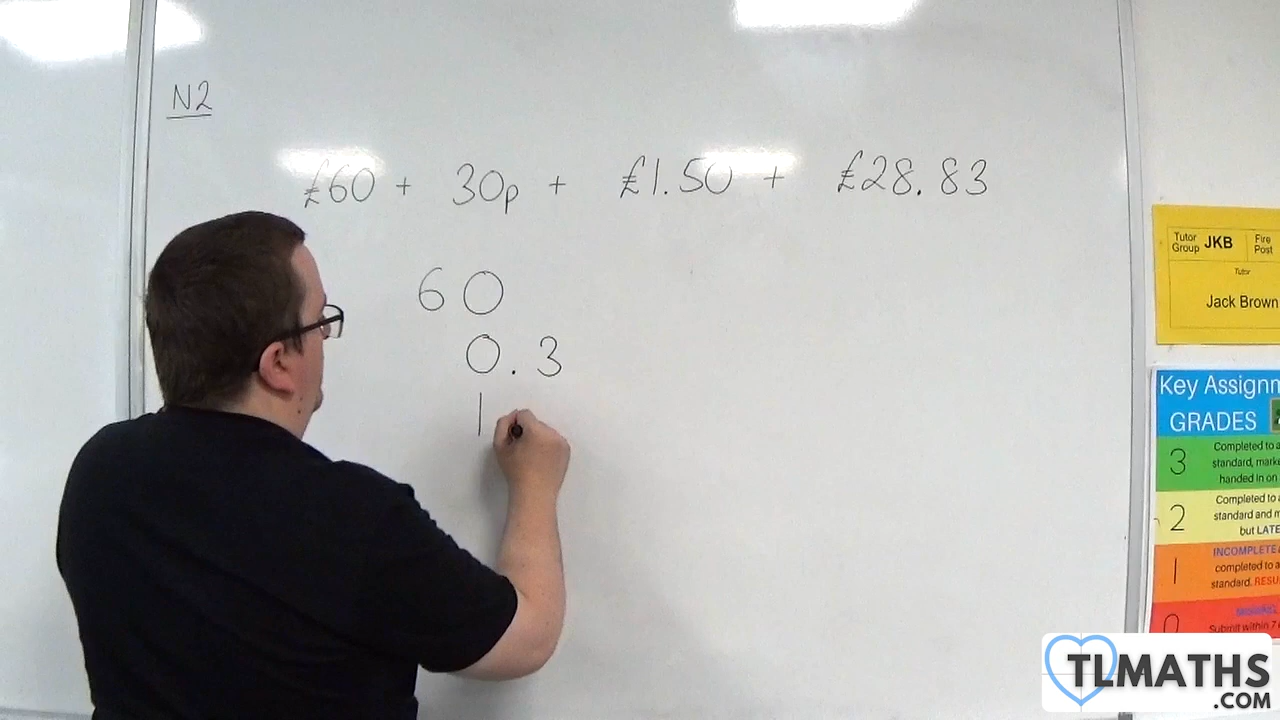 N2
£60 + 30p + £1.50 + £28.83
60
0.3
1
Tutor Group JKB Fire Post
Tutor
Jack Brown
Key Assignm
GRADES
3 Completed to a
standard, marke
handed in on
2 Completed to a
standard and m
but LATE
1 INCOMPLETE
completed to a
standard. RESU
0
Submit within 7
TLMATHS
.COM